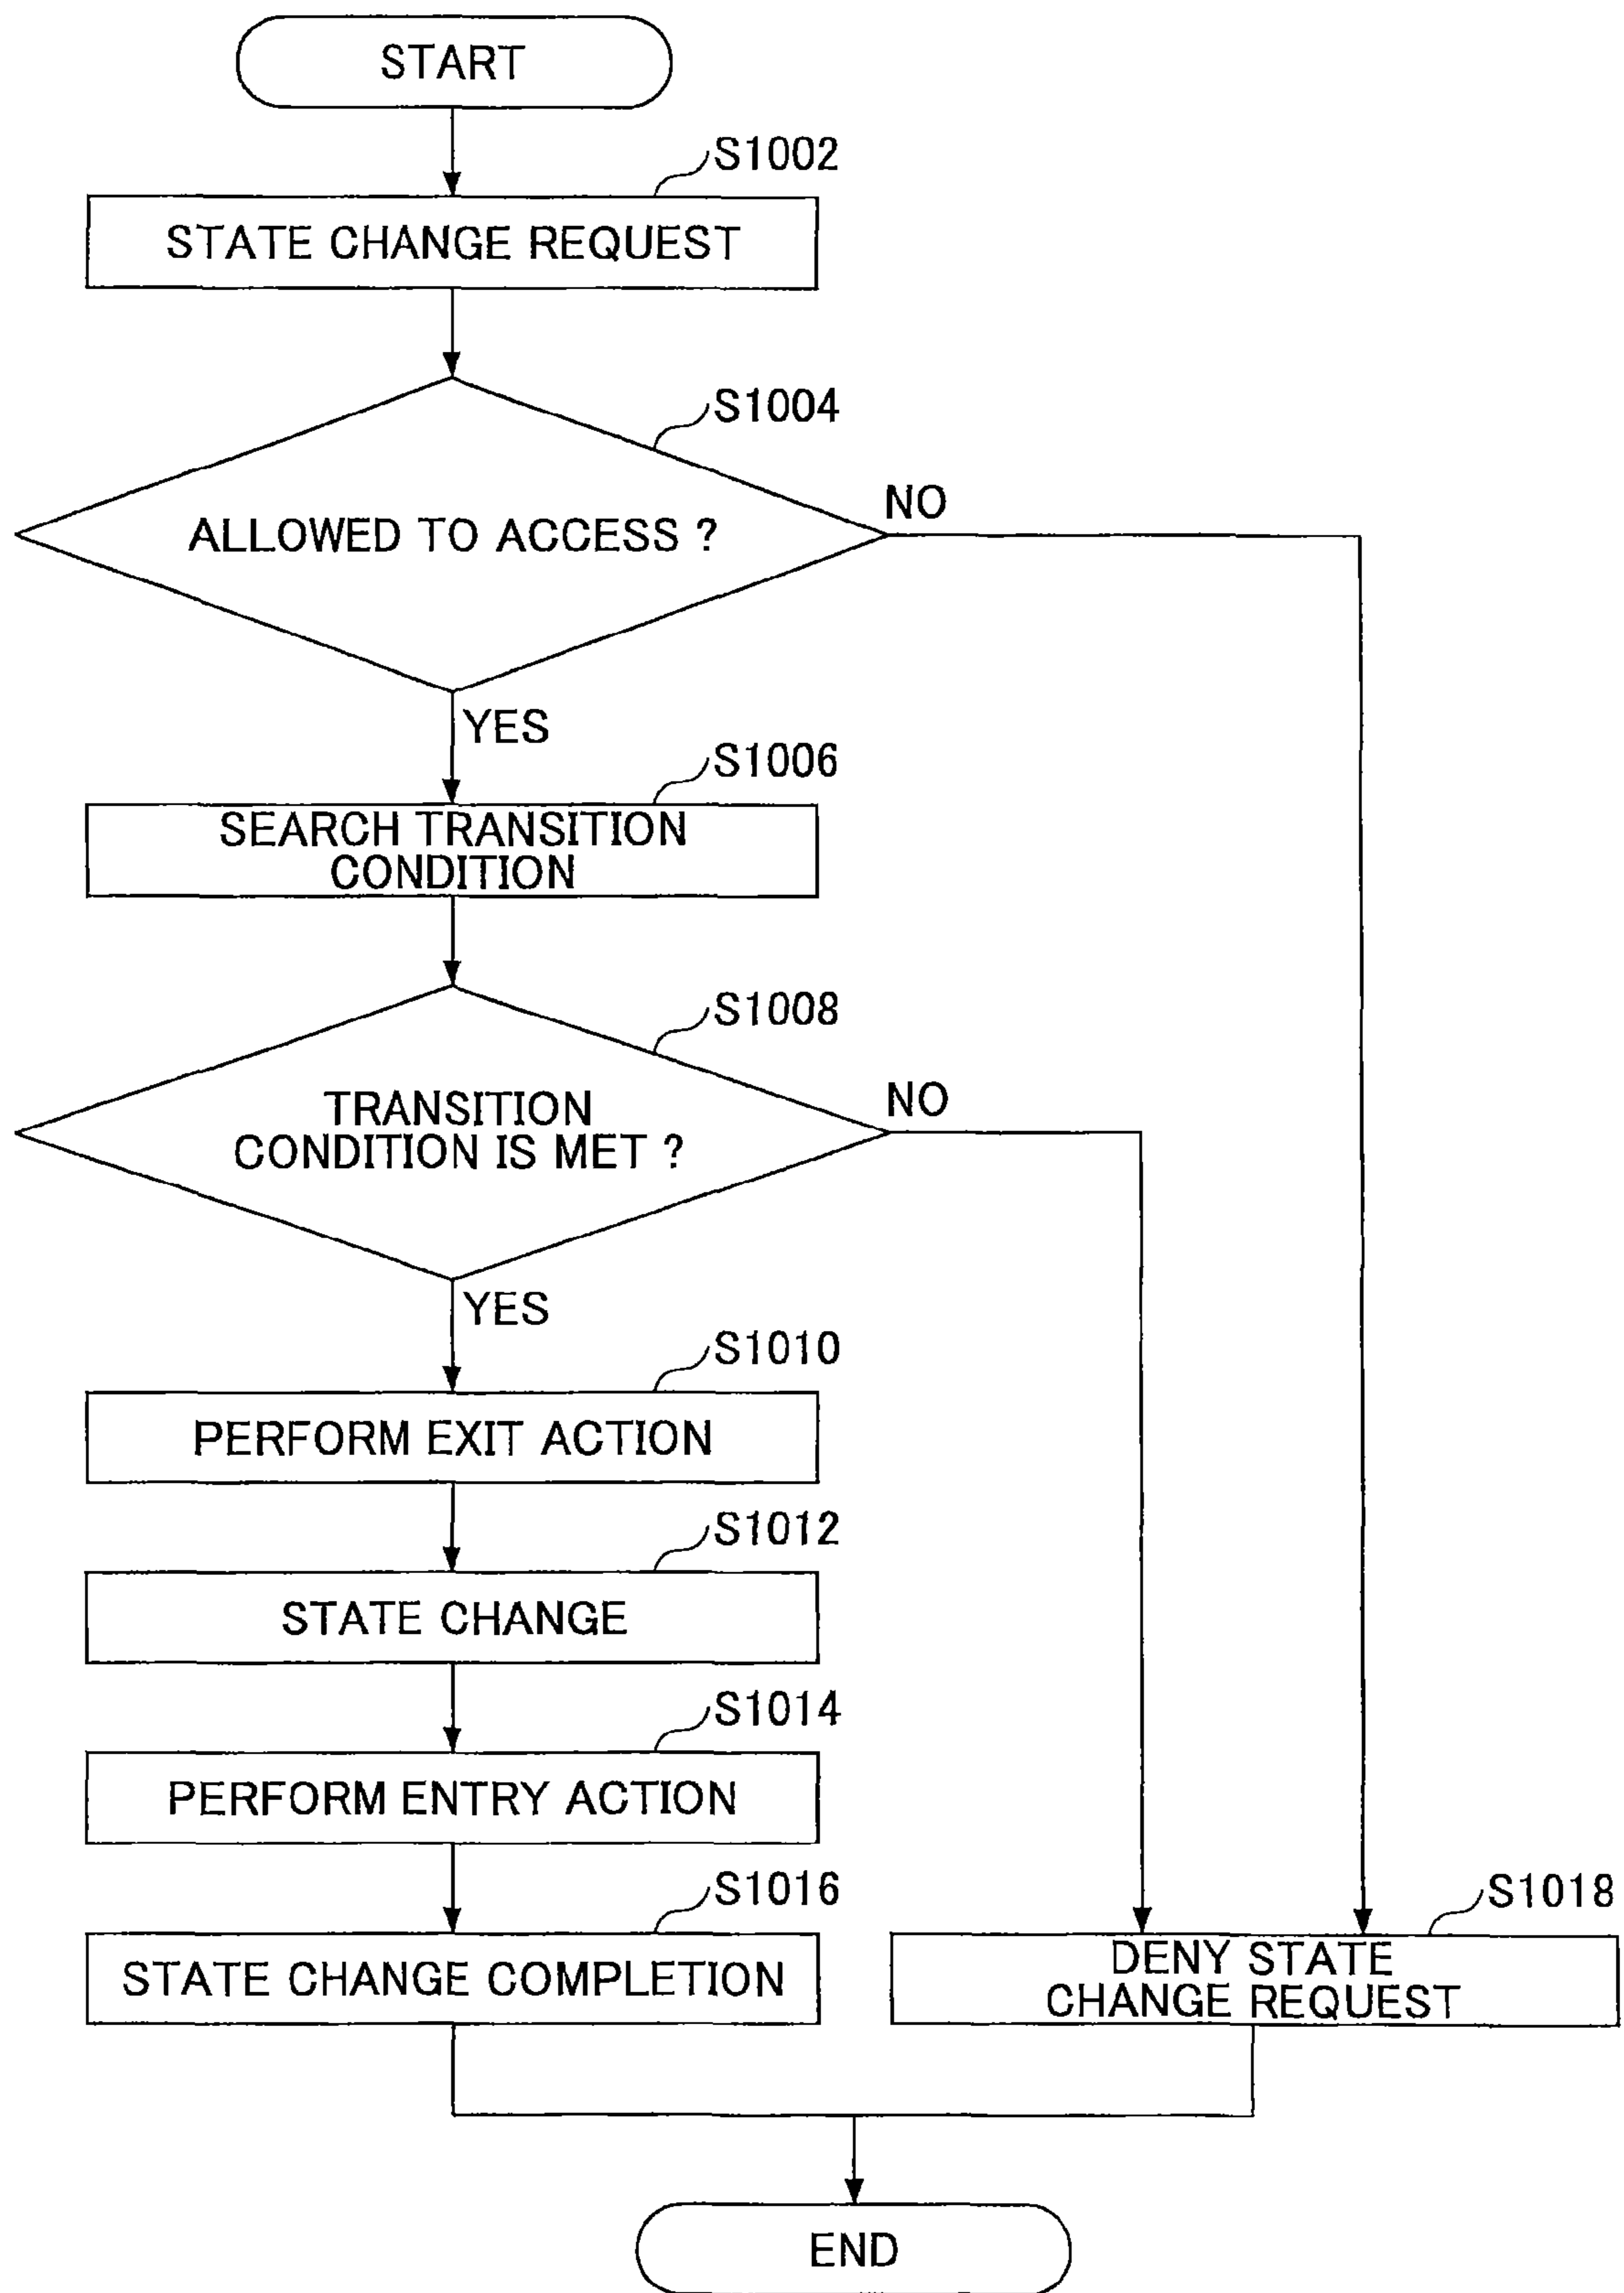 START
S1002
STATE CHANGE REQUEST
S1004
ALLOWED TO ACCESS ?
NO
YES
S1006
SEARCH TRANSITION
CONDITION
S1008
TRANSITION
CONDITION IS MET ?
NO
YES
S1010
PERFORM EXIT ACTION
S1012
STATE CHANGE
S1014
PERFORM ENTRY ACTION
S1016
STATE CHANGE COMPLETION
S1018
DENY STATE
CHANGE REQUEST
END